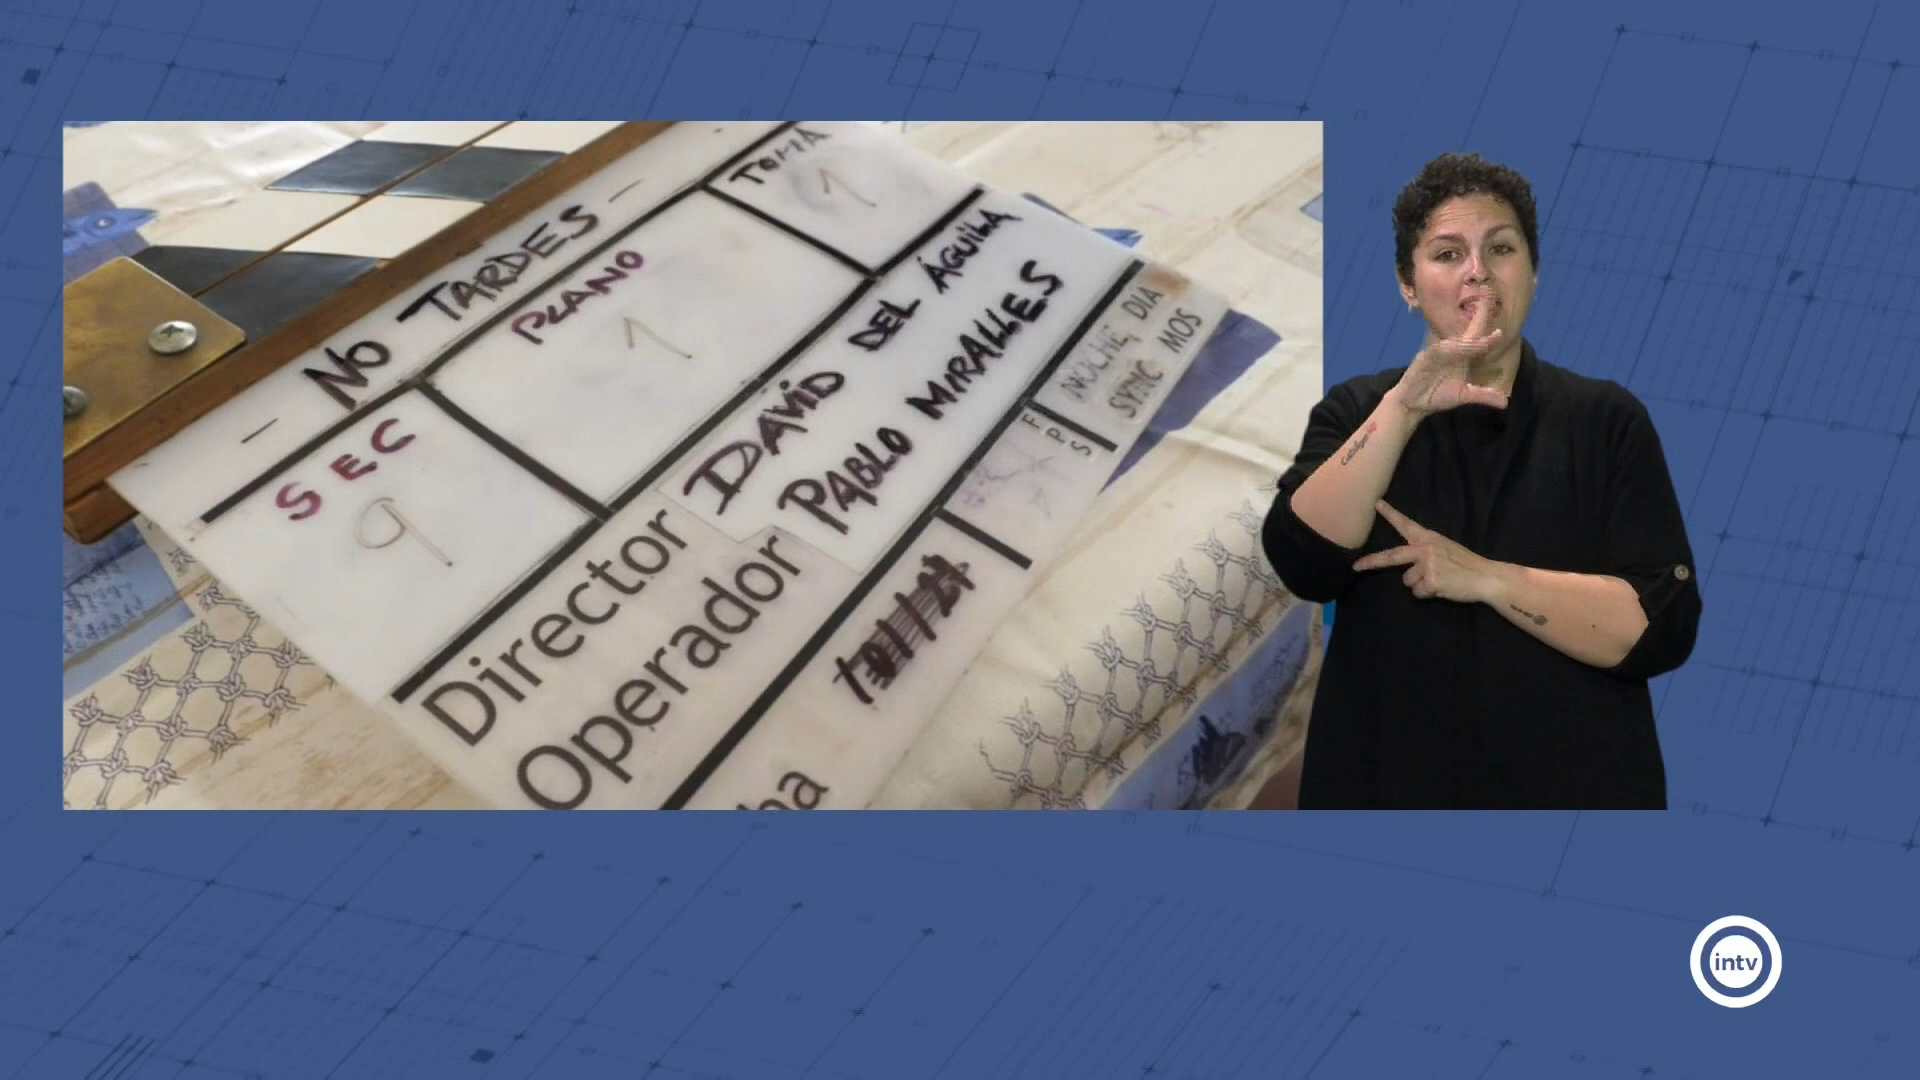 — NO TARDES —
SEC
9
PLANO
1
TOMA
1
Director DAVID DEL ÁGUILA
Operador PABLO MIRALLES
FPS
NOCHE, DIA
SYNC MOS
intv